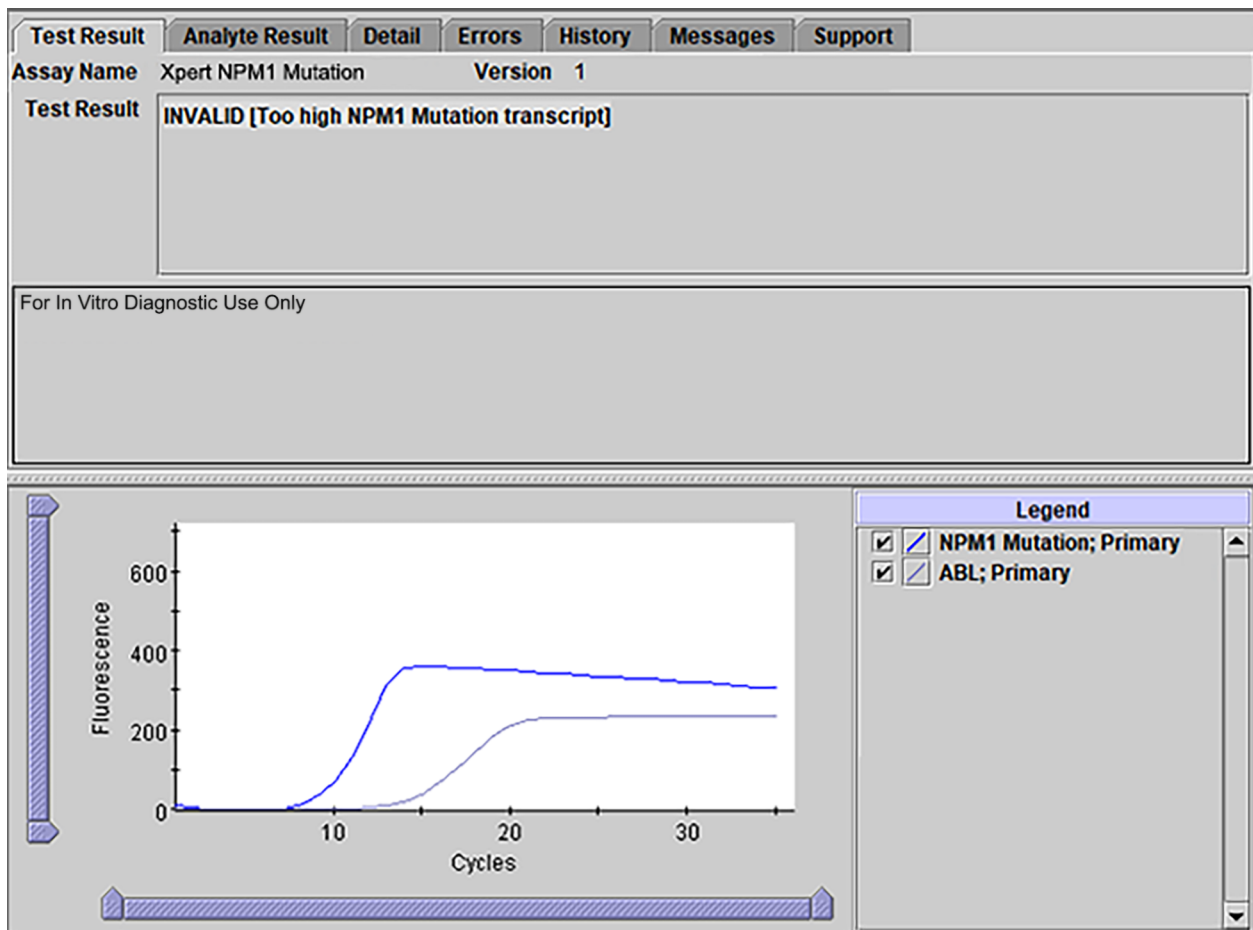 Test Result Analyte Result Detail Errors History Messages Support
Assay Name Xpert NPM1 Mutation Version 1
Test Result INVALID [Too high NPM1 Mutation transcript]
For In Vitro Diagnostic Use Only
Legend
NPM1 Mutation; Primary
ABL; Primary
600
400
200
0
Fluorescence
10 20 30
Cycles